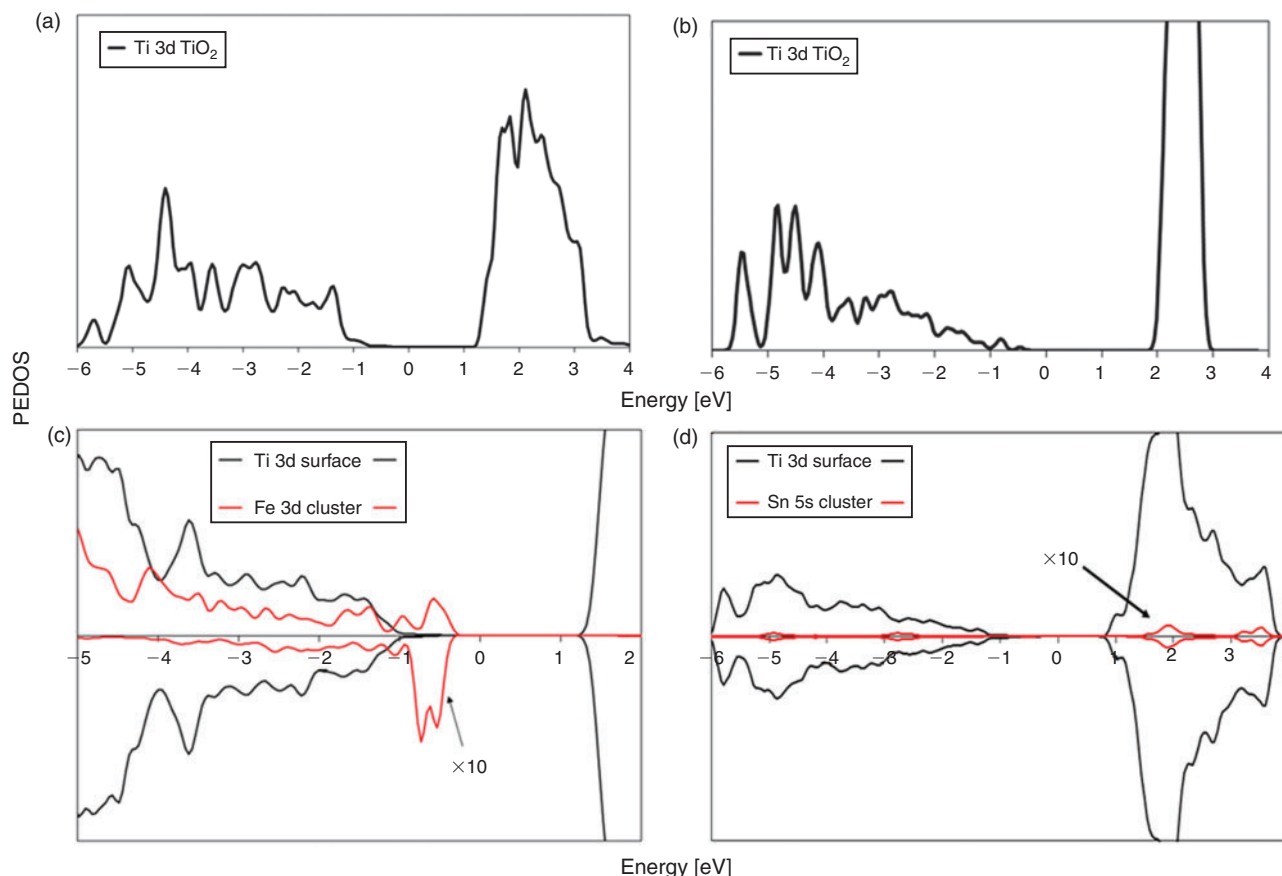 (a)
Ti 3d TiO₂
−6 −5 −4 −3 −2 −1 0 1 2 3 4
(b)
Ti 3d TiO₂
−6 −5 −4 −3 −2 −1 0 1 2 3 4
PEDOS
Energy [eV]
(c)
Ti 3d surface
Fe 3d cluster
−5 −4 −3 −2 −1 0 1 2
×10
(d)
Ti 3d surface
Sn 5s cluster
×10
−6 −5 −4 −3 −2 −1 0 1 2 3
Energy [eV]